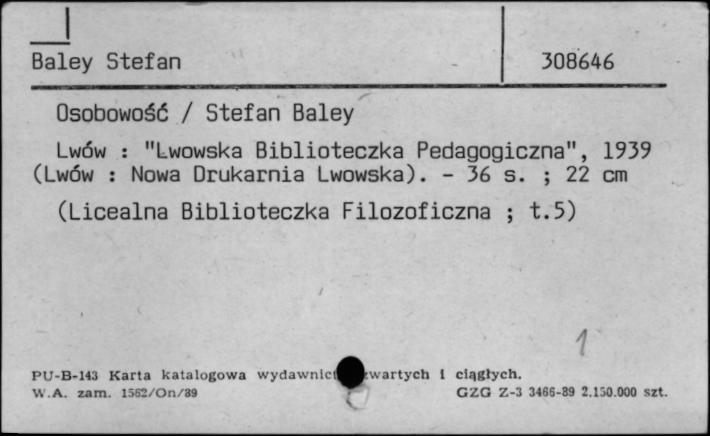 Baley Stefan
308646
Osobowość / Stefan Baley
Lwów : "Lwowska Biblioteczka Pedagogiczna", 1939
(Lwów : Nowa Drukarnia Lwowska). - 36 s. ; 22 cm
(Licealna Biblioteczka Filozoficzna ; t.5)
1
PU-B-143 Karta katalogowa i ciągłych.
W.A. zam. 1562/On/89
GZG Z-3 3466-89 2.150.000 szt.